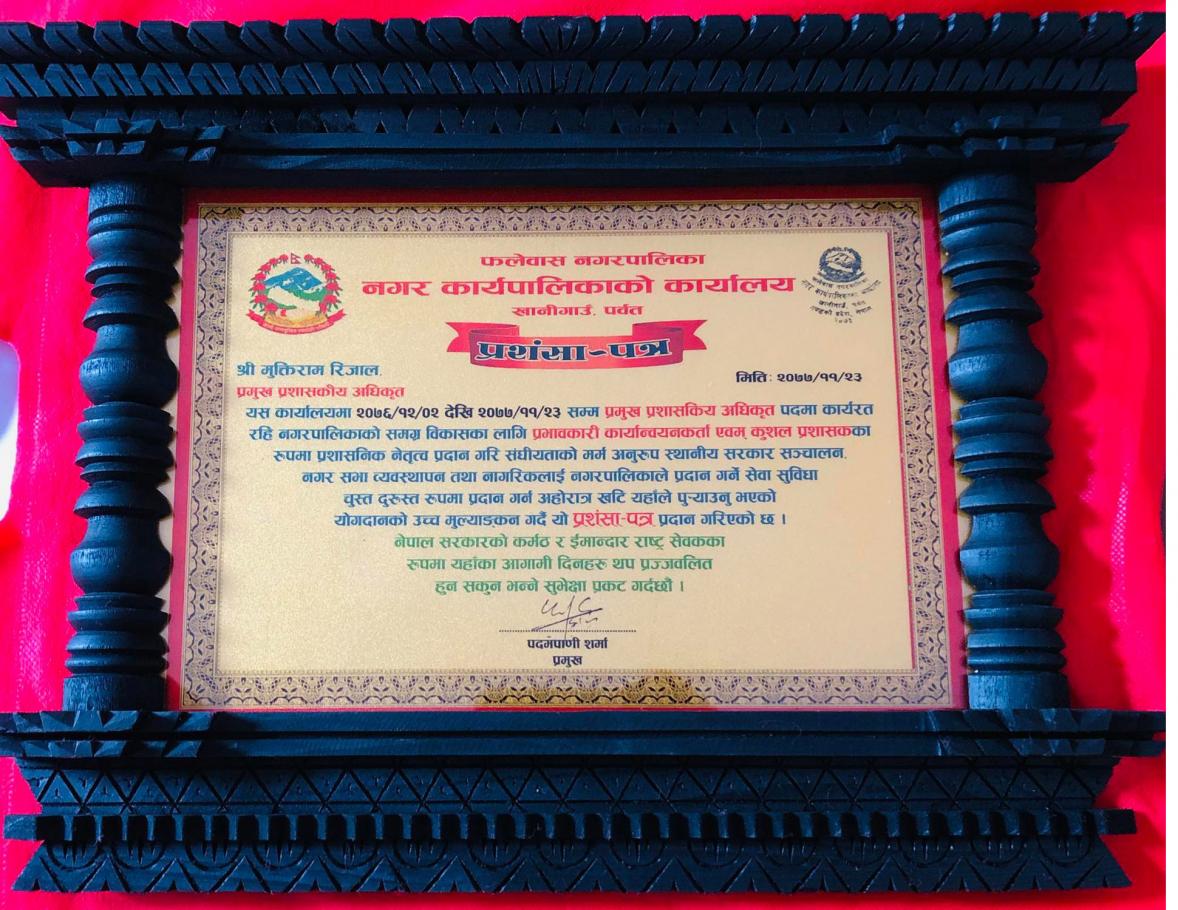 फलेवास नगरपालिका
नगर कार्यपालिकाको कार्यालय
खानीगाउँ, पर्वत
प्रशंसा-पत्र
श्री मुक्तिराम रिजाल,
मिति: २०७७/११/२३
प्रमुख प्रशासकीय अधिकृत
यस कार्यालयमा २०७६/१२/०२ देखि २०७७/११/२३ सम्म प्रमुख प्रशासकिय अधिकृत पदमा कार्यरत
रहि नगरपालिकाको समग्र विकासका लागि प्रभावकारी कार्यान्वयनकर्ता एवम् कुशल प्रशासकका
रुपमा प्रशासनिक नेतृत्व प्रदान गरि संघीयताको मर्म अनुरुप स्थानीय सरकार सञ्चालन,
नगर सभा व्यवस्थापन तथा नागरिकलाई नगरपालिकाले प्रदान गर्ने सेवा सुविधा
चुस्त दुरुस्त रुपमा प्रदान गर्न अहोरात्र खटि यहाँले पुऱ्याउनु भएको
योगदानको उच्च मुल्याङ्कन गर्दै यो प्रशंसा-पत्र प्रदान गरिएको छ ।
नेपाल सरकारको कर्मठ र ईमान्दार राष्ट्र सेवकका
रुपमा यहाँका आगामी दिनहरु थप प्रज्जवलित
हुन सकुन भन्ने सुभेक्षा प्रकट गर्दछौं ।
पदमपाणी शर्मा
प्रमुख